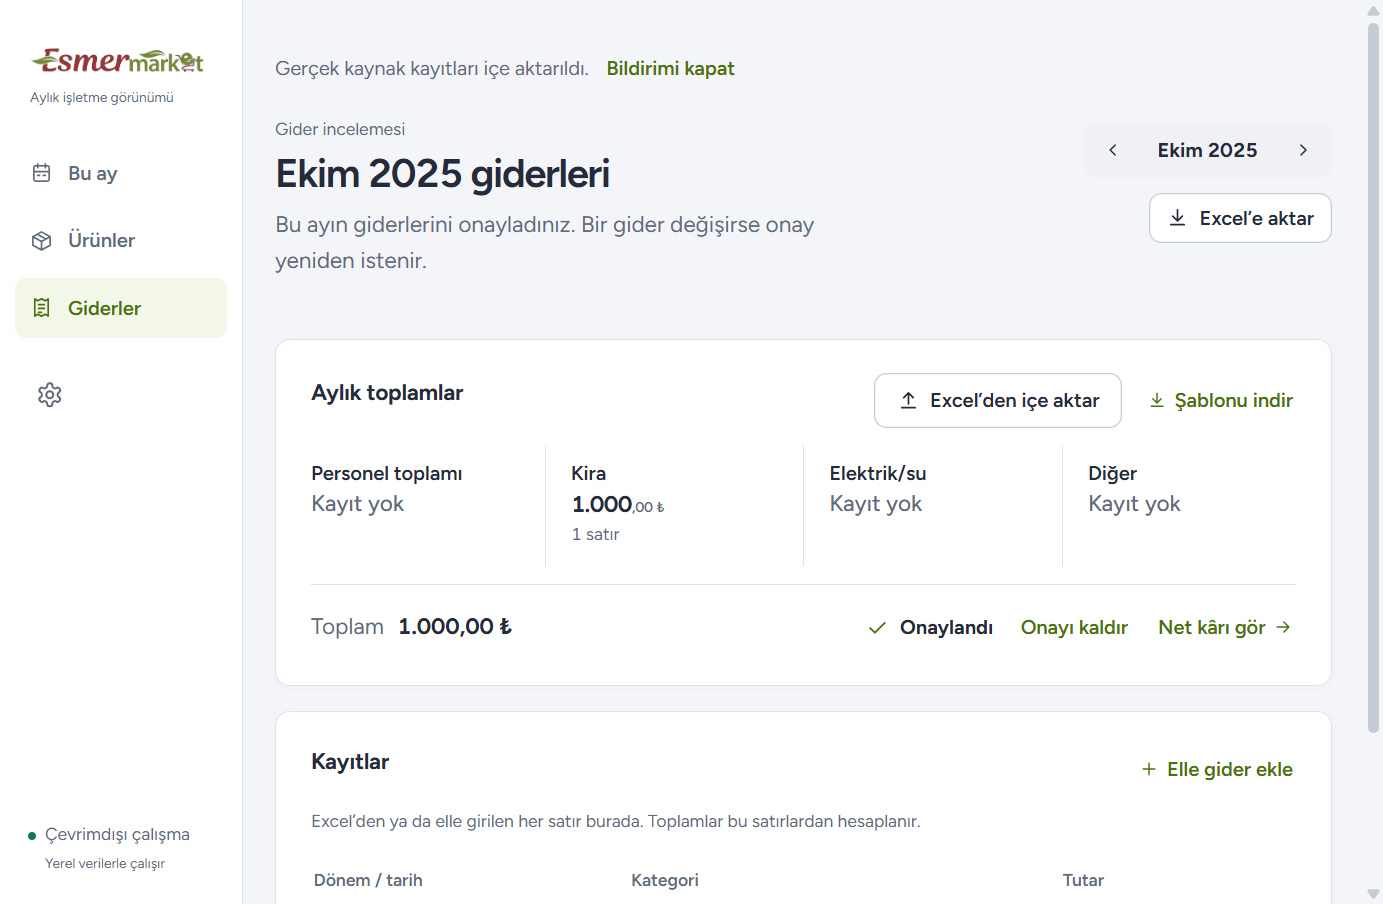 Esmermarket
Aylık işletme görünümü
Bu ay
Ürünler
Giderler
Çevrimdışı çalışma
Yerel verilerle çalışır
Gerçek kaynak kayıtları içe aktarıldı. Bildirimi kapat
Gider incelemesi
Ekim 2025 giderleri
Bu ayın giderlerini onayladınız. Bir gider değişirse onay
yeniden istenir.
Ekim 2025
Excel’e aktar
Aylık toplamlar
Excel’den içe aktar
Şablonu indir
Personel toplamı
Kayıt yok
Kira
1.000,00 ₺
1 satır
Elektrik/su
Kayıt yok
Diğer
Kayıt yok
Toplam 1.000,00 ₺
Onaylandı
Onayı kaldır
Net kârı gör →
Kayıtlar
+ Elle gider ekle
Excel’den ya da elle girilen her satır burada. Toplamlar bu satırlardan hesaplanır.
Dönem / tarih
Kategori
Tutar